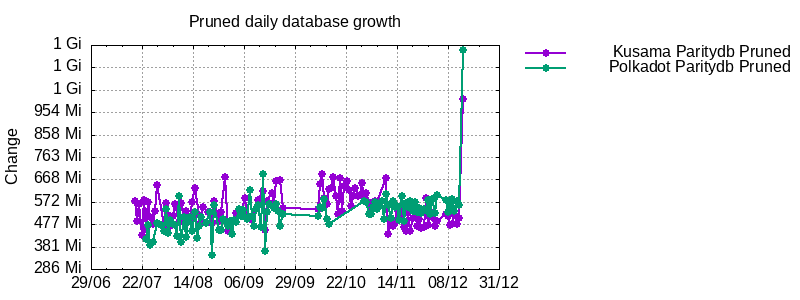 Pruned daily database growth
Kusama Paritydb Pruned
Polkadot Paritydb Pruned
Change
1 Gi
1 Gi
1 Gi
954 Mi
858 Mi
763 Mi
668 Mi
572 Mi
477 Mi
381 Mi
286 Mi
29/06 22/07 14/08 06/09 29/09 22/10 14/11 08/12 31/12